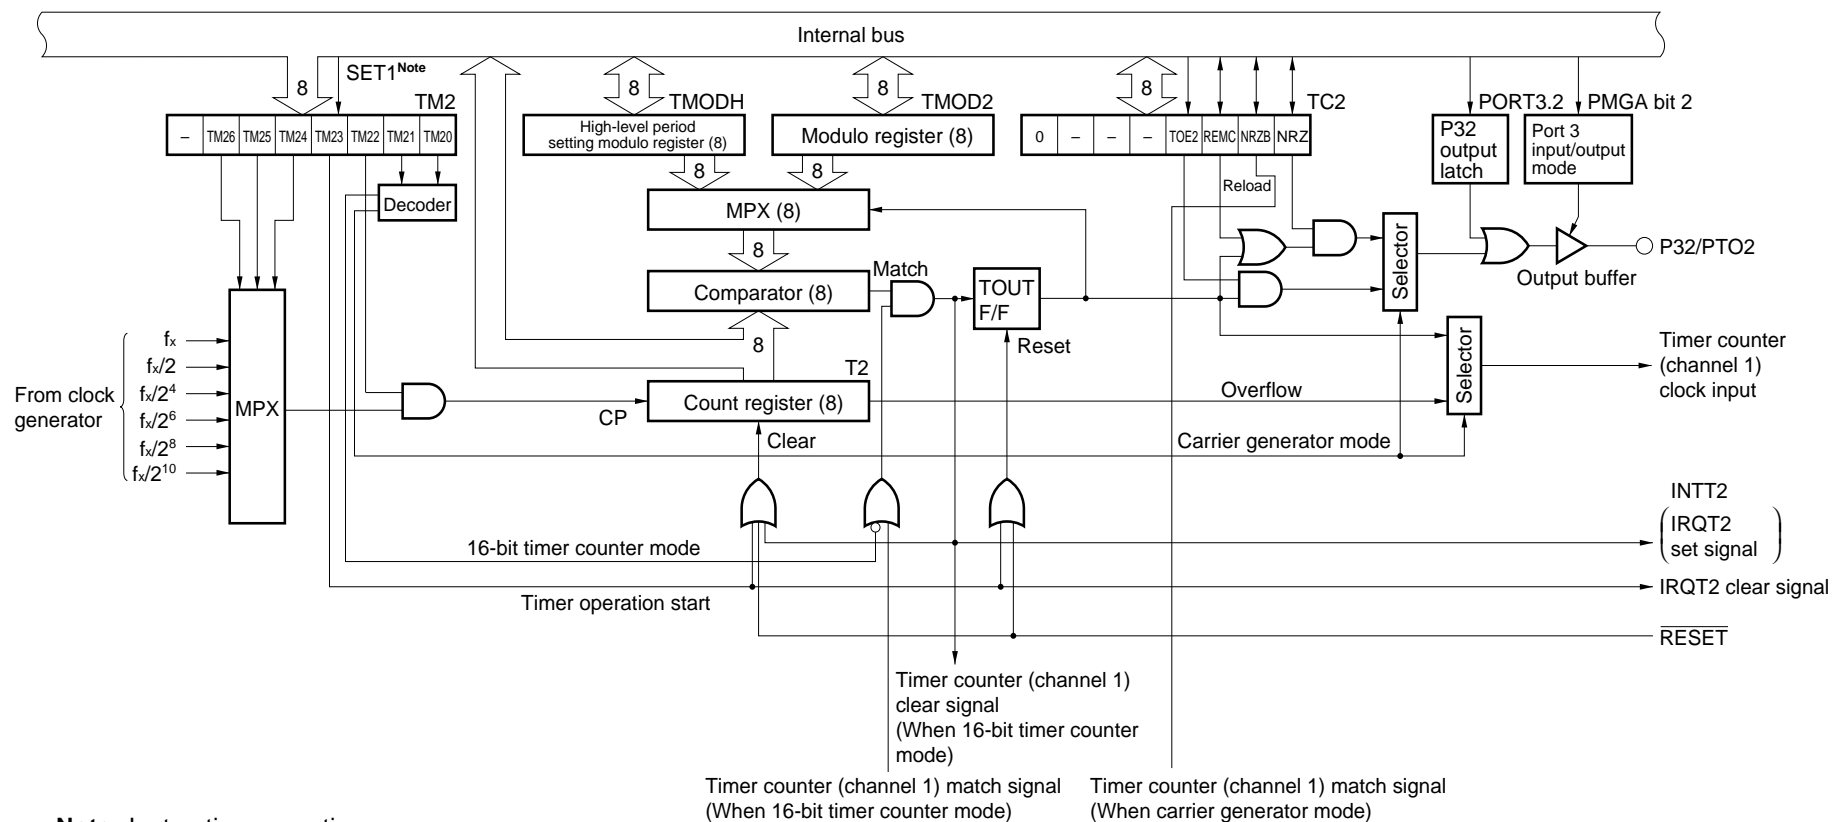 Internal bus
SET1Note
8
8
8
8
TM2
TMODH
TMOD2
TC2
PORT3.2
PMGA bit 2
– TM26 TM25 TM24 TM23 TM22 TM21 TM20
High-level period
setting modulo register (8)
Modulo register (8)
0 – – – TOE2 REMC NRZB NRZ
P32
output
latch
Port 3
input/output
mode
Decoder
8
8
Reload
MPX (8)
8
Selector
P32/PTO2
Output buffer
Match
Comparator (8)
TOUT
F/F
Reset
8
T2
Count register (8)
CP
Clear
Overflow
Selector
Timer counter
(channel 1)
clock input
Carrier generator mode
From clock
generator
fx
fx/2
fx/2⁴
fx/2⁶
fx/2⁸
fx/2¹⁰
MPX
16-bit timer counter mode
Timer operation start
INTT2
(IRQT2
set signal)
IRQT2 clear signal
RESET
Timer counter (channel 1)
clear signal
(When 16-bit timer counter
mode)
Timer counter (channel 1) match signal
(When 16-bit timer counter mode)
Timer counter (channel 1) match signal
(When carrier generator mode)